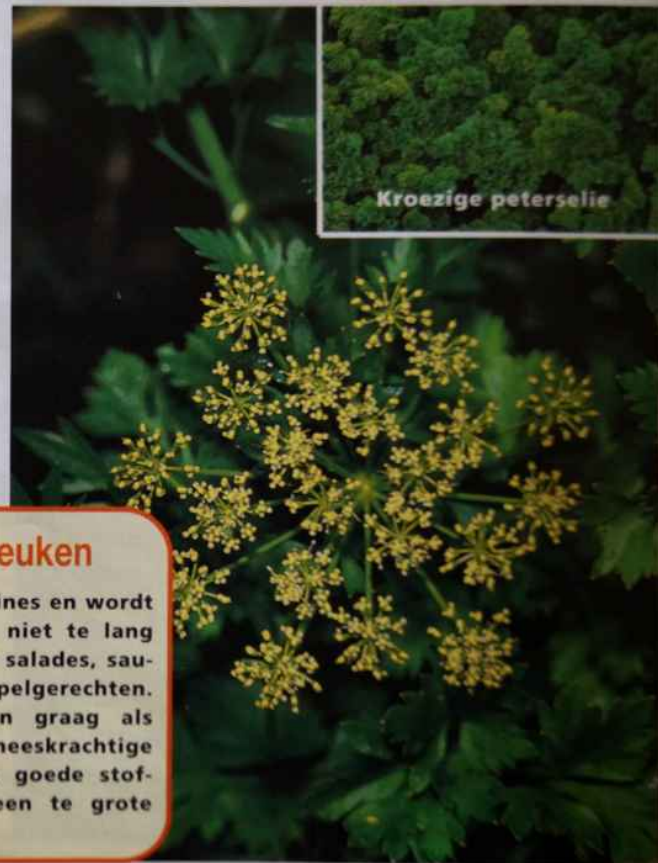 Kroezige peterselie
euken
nes en wordt
niet te lang
salades, sau-
pelgerechten.
n graag als
neeskrachtige
goede stof-
een te grote